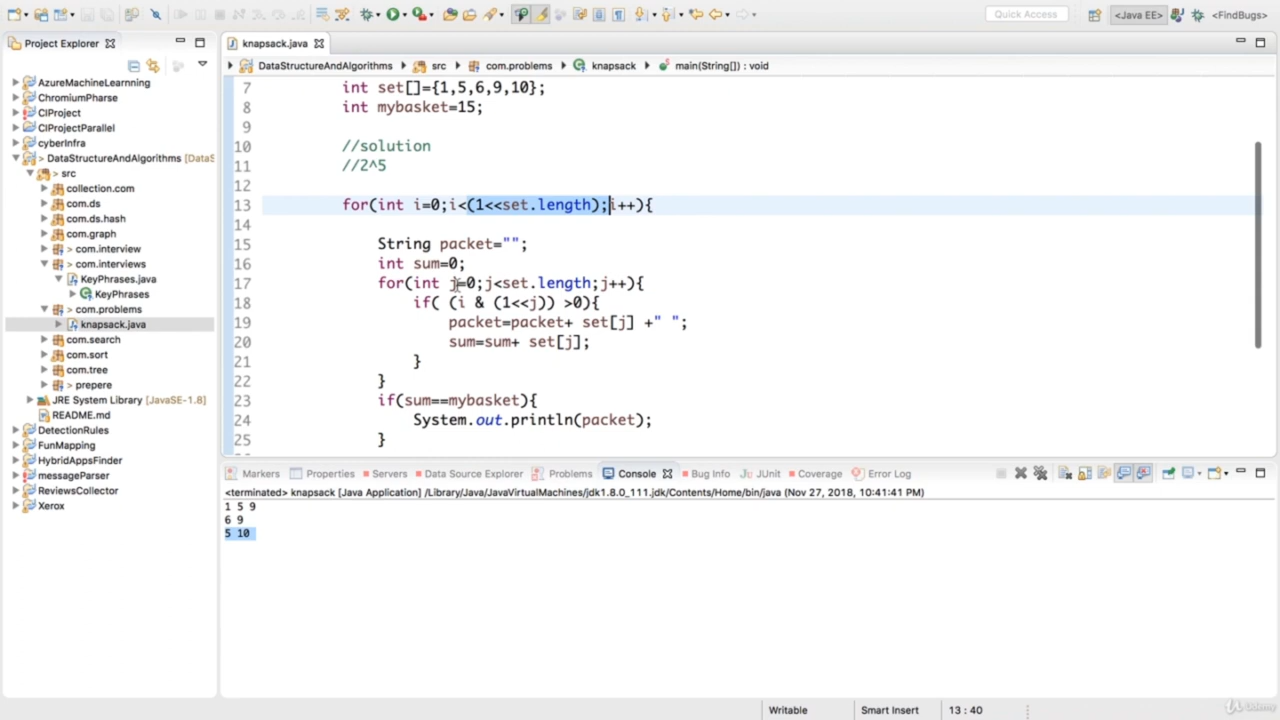 Quick Access
<Java EE>
<FindBugs>
Project Explorer
AzureMachineLearnning
ChromiumPharse
CIProject
CIProjectParallel
cyberInfra
> DataStructureAndAlgorithms [DataS
> src
collection.com
com.ds
com.ds.hash
com.graph
> com.interview
> com.interviews
KeyPhrases.java
KeyPhrases
> com.problems
> knapsack.java
com.search
com.sort
com.tree
> prepere
JRE System Library [JavaSE-1.8]
README.md
DetectionRules
FunMapping
HybridAppsFinder
messageParser
ReviewsCollector
Xerox
knapsack.java
DataStructureAndAlgorithms src com.problems knapsack main(String[]) : void
7 int set[]={1,5,6,9,10};
8 int mybasket=15;
9
10 //solution
11 //2^5
12
13 for(int i=0;i<(1<<set.length);i++){
14
15 String packet="";
16 int sum=0;
17 for(int j=0;j<set.length;j++){
18 if( (i & (1<<j)) >0){
19 packet=packet+ set[j] +" ";
20 sum=sum+ set[j];
21 }
22 }
23 if(sum==mybasket){
24 System.out.println(packet);
25 }
Markers Properties Servers Data Source Explorer Problems Console Bug Info JUnit Coverage Error Log
<terminated> knapsack [Java Application] /Library/Java/JavaVirtualMachines/jdk1.8.0_111.jdk/Contents/Home/bin/java (Nov 27, 2018, 10:41:41 PM)
1 5 9
6 9
5 10
Writable Smart Insert 13 : 40
Udemy